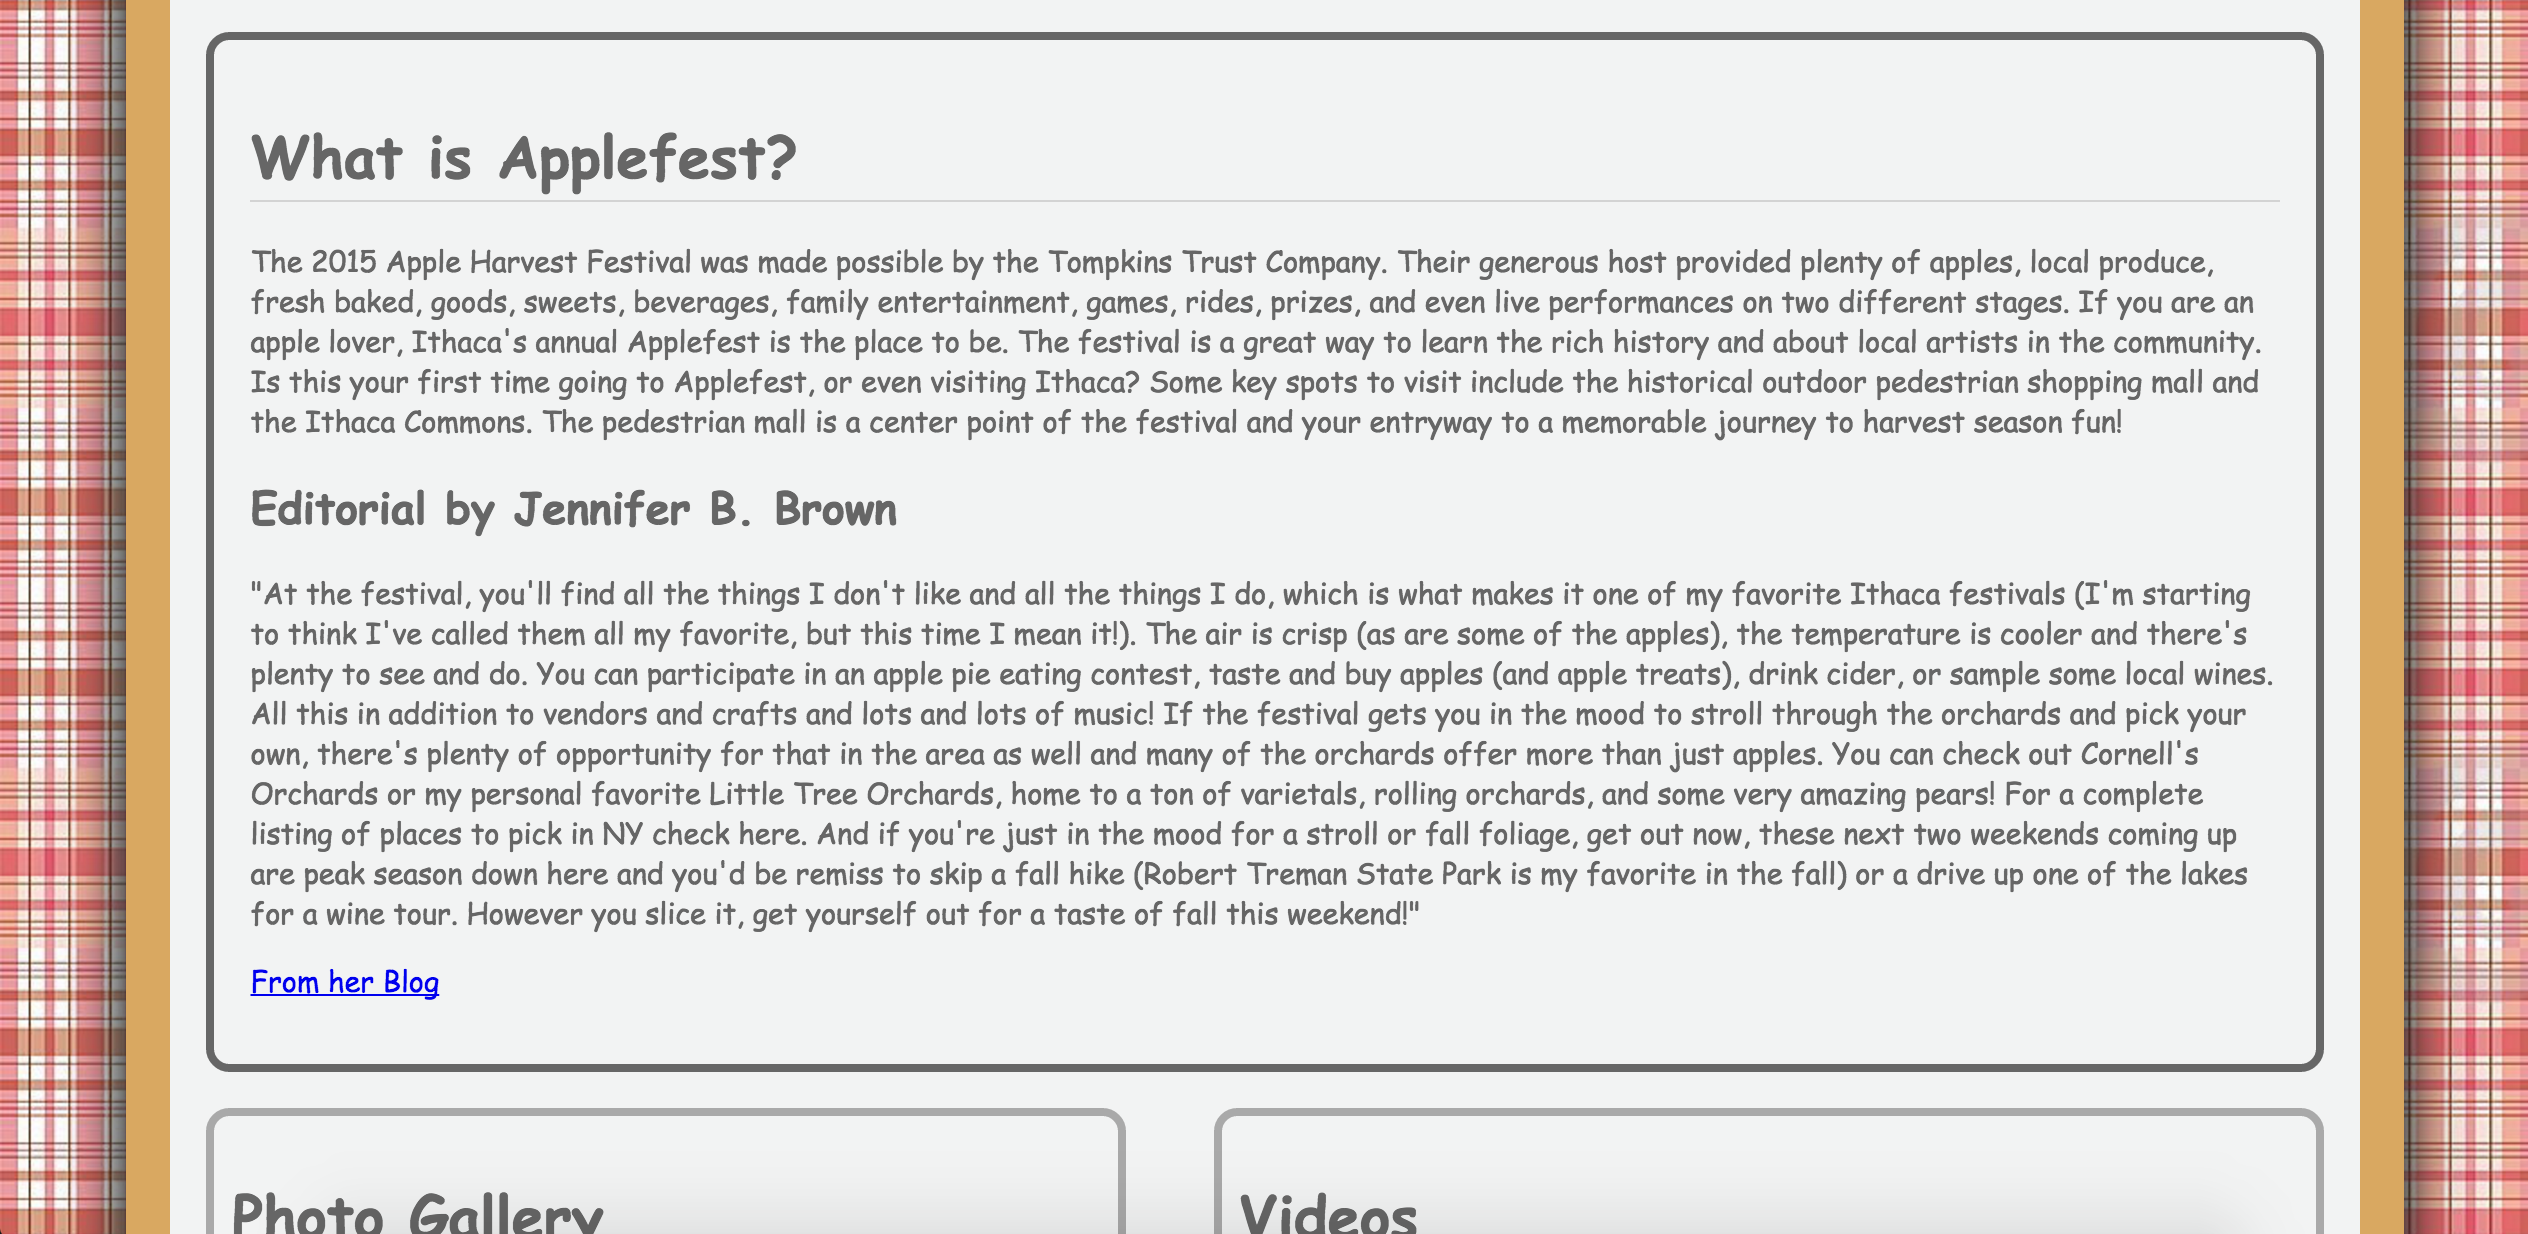 What is Applefest?
The 2015 Apple Harvest Festival was made possible by the Tompkins Trust Company. Their generous host provided plenty of apples, local produce,
fresh baked, goods, sweets, beverages, family entertainment, games, rides, prizes, and even live performances on two different stages. If you are an
apple lover, Ithaca's annual Applefest is the place to be. The festival is a great way to learn the rich history and about local artists in the community.
Is this your first time going to Applefest, or even visiting Ithaca? Some key spots to visit include the historical outdoor pedestrian shopping mall and
the Ithaca Commons. The pedestrian mall is a center point of the festival and your entryway to a memorable journey to harvest season fun!
Editorial by Jennifer B. Brown
"At the festival, you'll find all the things I don't like and all the things I do, which is what makes it one of my favorite Ithaca festivals (I'm starting
to think I've called them all my favorite, but this time I mean it!). The air is crisp (as are some of the apples), the temperature is cooler and there's
plenty to see and do. You can participate in an apple pie eating contest, taste and buy apples (and apple treats), drink cider, or sample some local wines.
All this in addition to vendors and crafts and lots and lots of music! If the festival gets you in the mood to stroll through the orchards and pick your
own, there's plenty of opportunity for that in the area as well and many of the orchards offer more than just apples. You can check out Cornell's
Orchards or my personal favorite Little Tree Orchards, home to a ton of varietals, rolling orchards, and some very amazing pears! For a complete
listing of places to pick in NY check here. And if you're just in the mood for a stroll or fall foliage, get out now, these next two weekends coming up
are peak season down here and you'd be remiss to skip a fall hike (Robert Treman State Park is my favorite in the fall) or a drive up one of the lakes
for a wine tour. However you slice it, get yourself out for a taste of fall this weekend!"
From her Blog
Photo Gallery
Videos